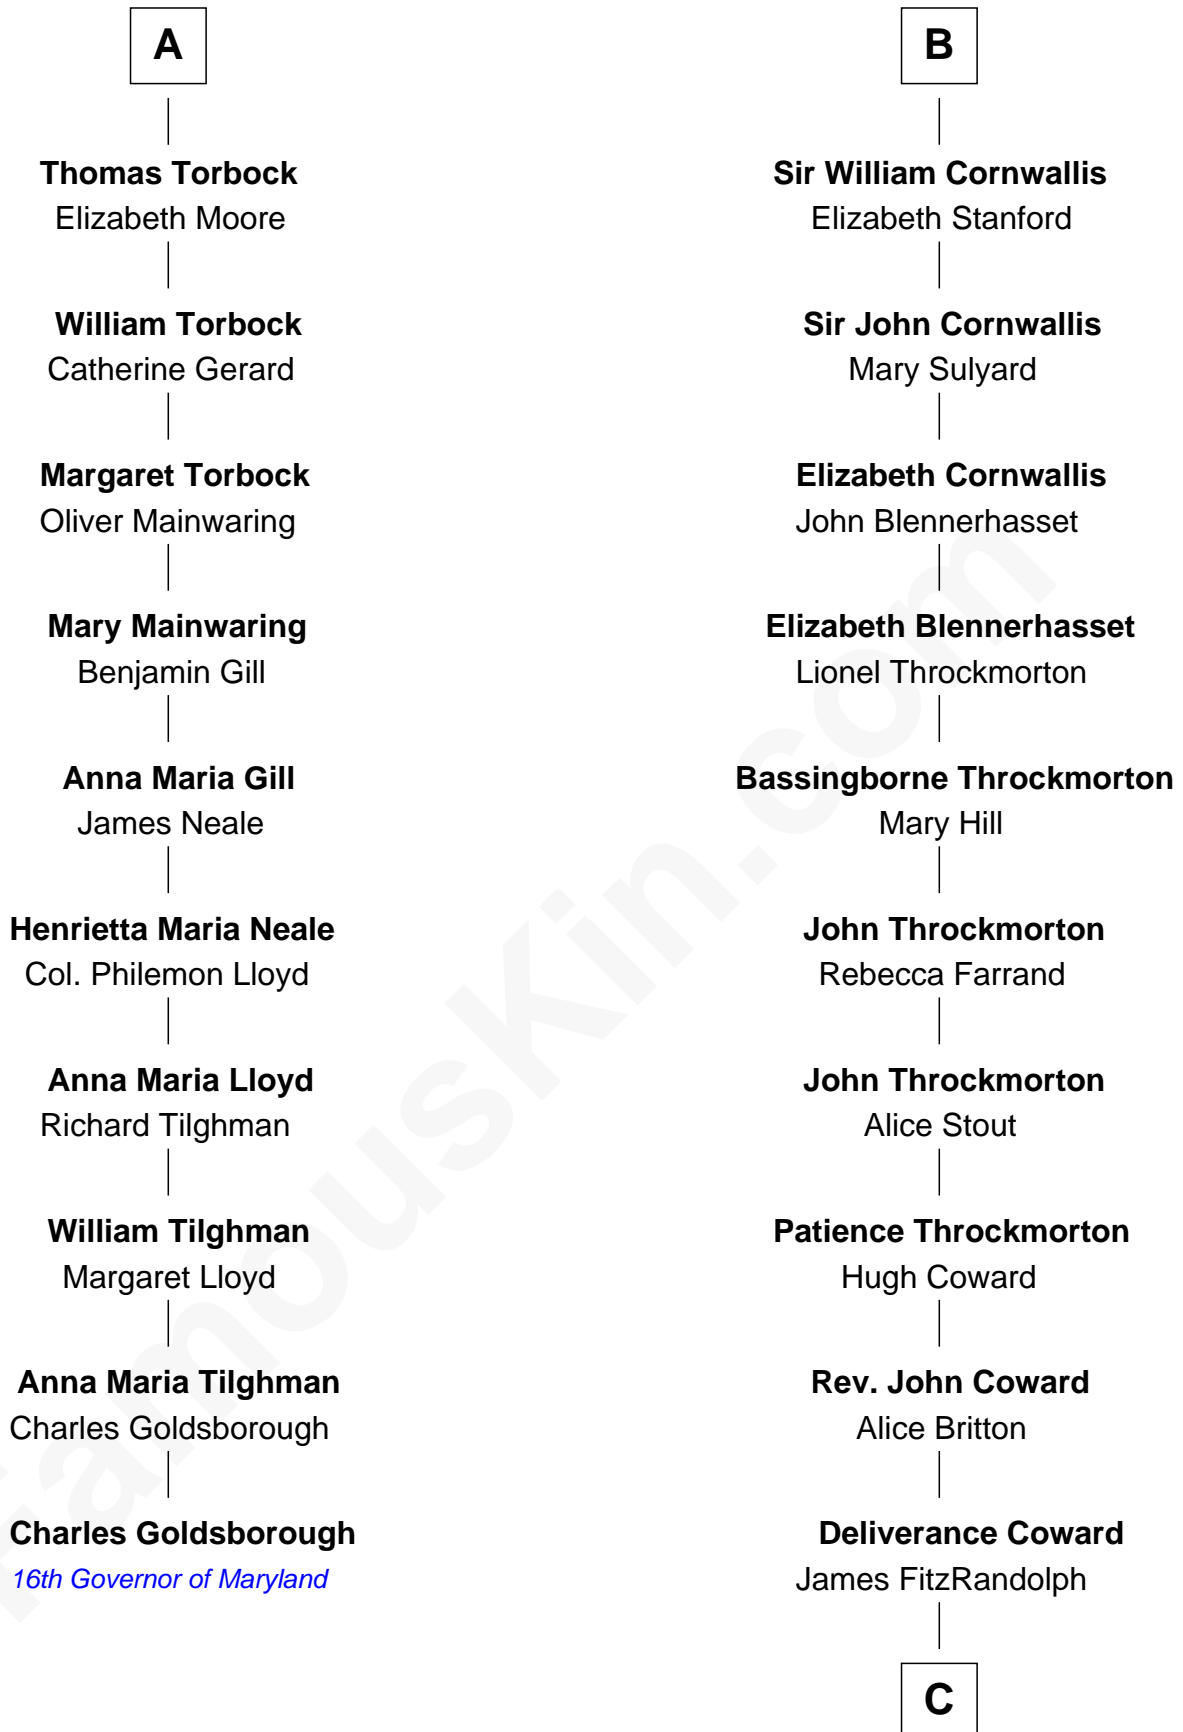 A
Thomas Torbock
Elizabeth Moore
William Torbock
Catherine Gerard
Margaret Torbock
Oliver Mainwaring
Mary Mainwaring
Benjamin Gill
Anna Maria Gill
James Neale
Henrietta Maria Neale
Col. Philemon Lloyd
Anna Maria Lloyd
Richard Tilghman
William Tilghman
Margaret Lloyd
Anna Maria Tilghman
Charles Goldsborough
Charles Goldsborough
16th Governor of Maryland
B
Sir William Cornwallis
Elizabeth Stanford
Sir John Cornwallis
Mary Sulyard
Elizabeth Cornwallis
John Blennerhasset
Elizabeth Blennerhasset
Lionel Throckmorton
Bassingborne Throckmorton
Mary Hill
John Throckmorton
Rebecca Farrand
John Throckmorton
Alice Stout
Patience Throckmorton
Hugh Coward
Rev. John Coward
Alice Britton
Deliverance Coward
James FitzRandolph
C
FamousKin.com